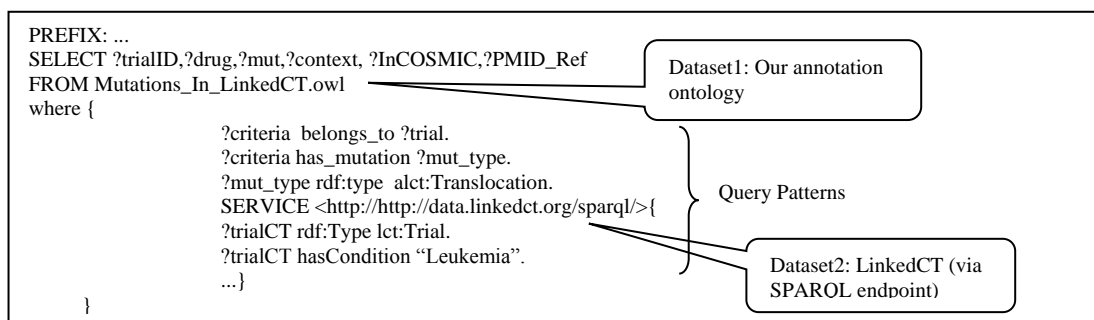 PREFIX: ...
SELECT ?trialID,?drug,?mut,?context, ?InCOSMIC,?PMID_Ref
FROM Mutations_In_LinkedCT.owl
where {
?criteria belongs_to ?trial.
?criteria has_mutation ?mut_type.
?mut_type rdf:type alct:Translocation.
SERVICE <http://http://data.linkedct.org/sparql/>{
?trialCT rdf:Type lct:Trial.
?trialCT hasCondition “Leukemia”.
...}
}
Dataset1: Our annotation
ontology
Query Patterns
Dataset2: LinkedCT (via
SPARQL endpoint)